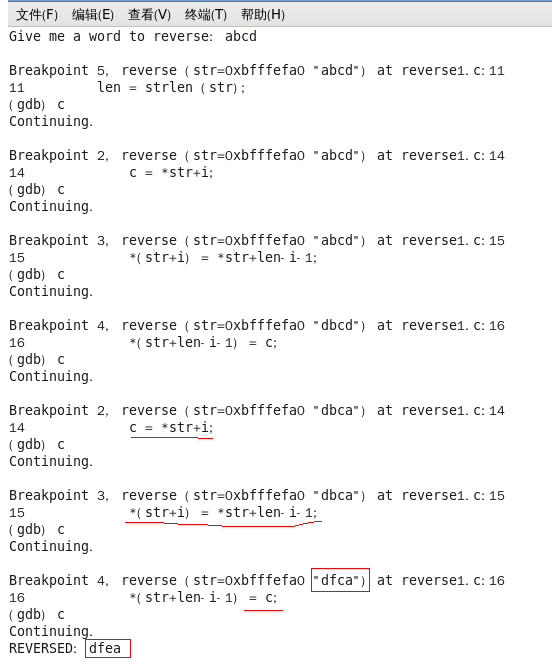 文件(F) 编辑(E) 查看(V) 终端(T) 帮助(H)
Give me a word to reverse: abcd
Breakpoint 5, reverse (str=0xbfffefa0 "abcd") at reverse1.c:11
11 len = strlen (str);
(gdb) c
Continuing.
Breakpoint 2, reverse (str=0xbfffefa0 "abcd") at reverse1.c:14
14 c = *str+i;
(gdb) c
Continuing.
Breakpoint 3, reverse (str=0xbfffefa0 "abcd") at reverse1.c:15
15 *(str+i) = *str+len-i-1;
(gdb) c
Continuing.
Breakpoint 4, reverse (str=0xbfffefa0 "dbcd") at reverse1.c:16
16 *(str+len-i-1) = c;
(gdb) c
Continuing.
Breakpoint 2, reverse (str=0xbfffefa0 "dbca") at reverse1.c:14
14 c = *str+i;
(gdb) c
Continuing.
Breakpoint 3, reverse (str=0xbfffefa0 "dbca") at reverse1.c:15
15 *(str+i) = *str+len-i-1;
(gdb) c
Continuing.
Breakpoint 4, reverse (str=0xbfffefa0 "dfca") at reverse1.c:16
16 *(str+len-i-1) = c;
(gdb) c
Continuing.
REVERSED: dfea